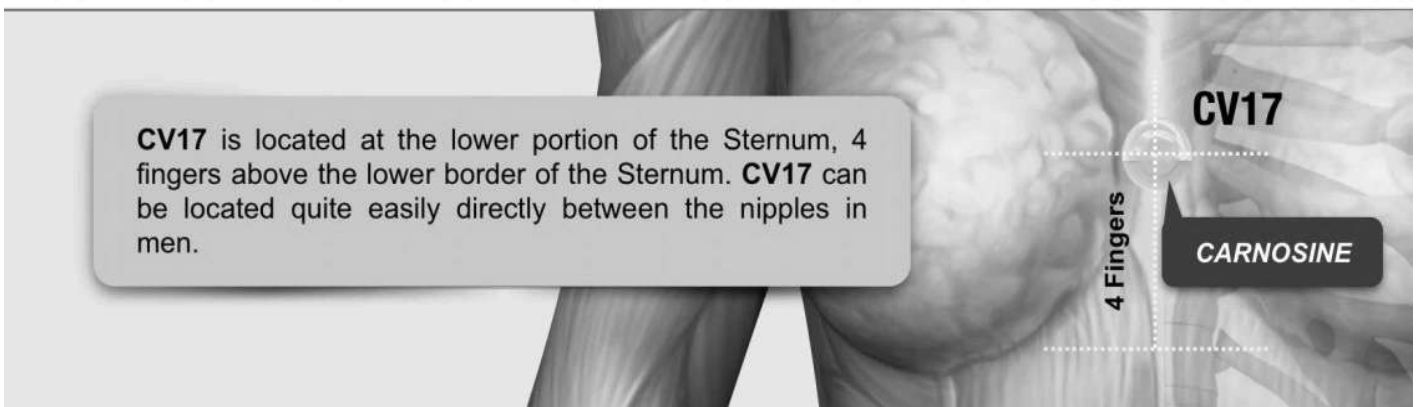 CV17 is located at the lower portion of the Sternum, 4
fingers above the lower border of the Sternum. CV17 can
be located quite easily directly between the nipples in
men.
CV17
4 Fingers
CARNOSINE